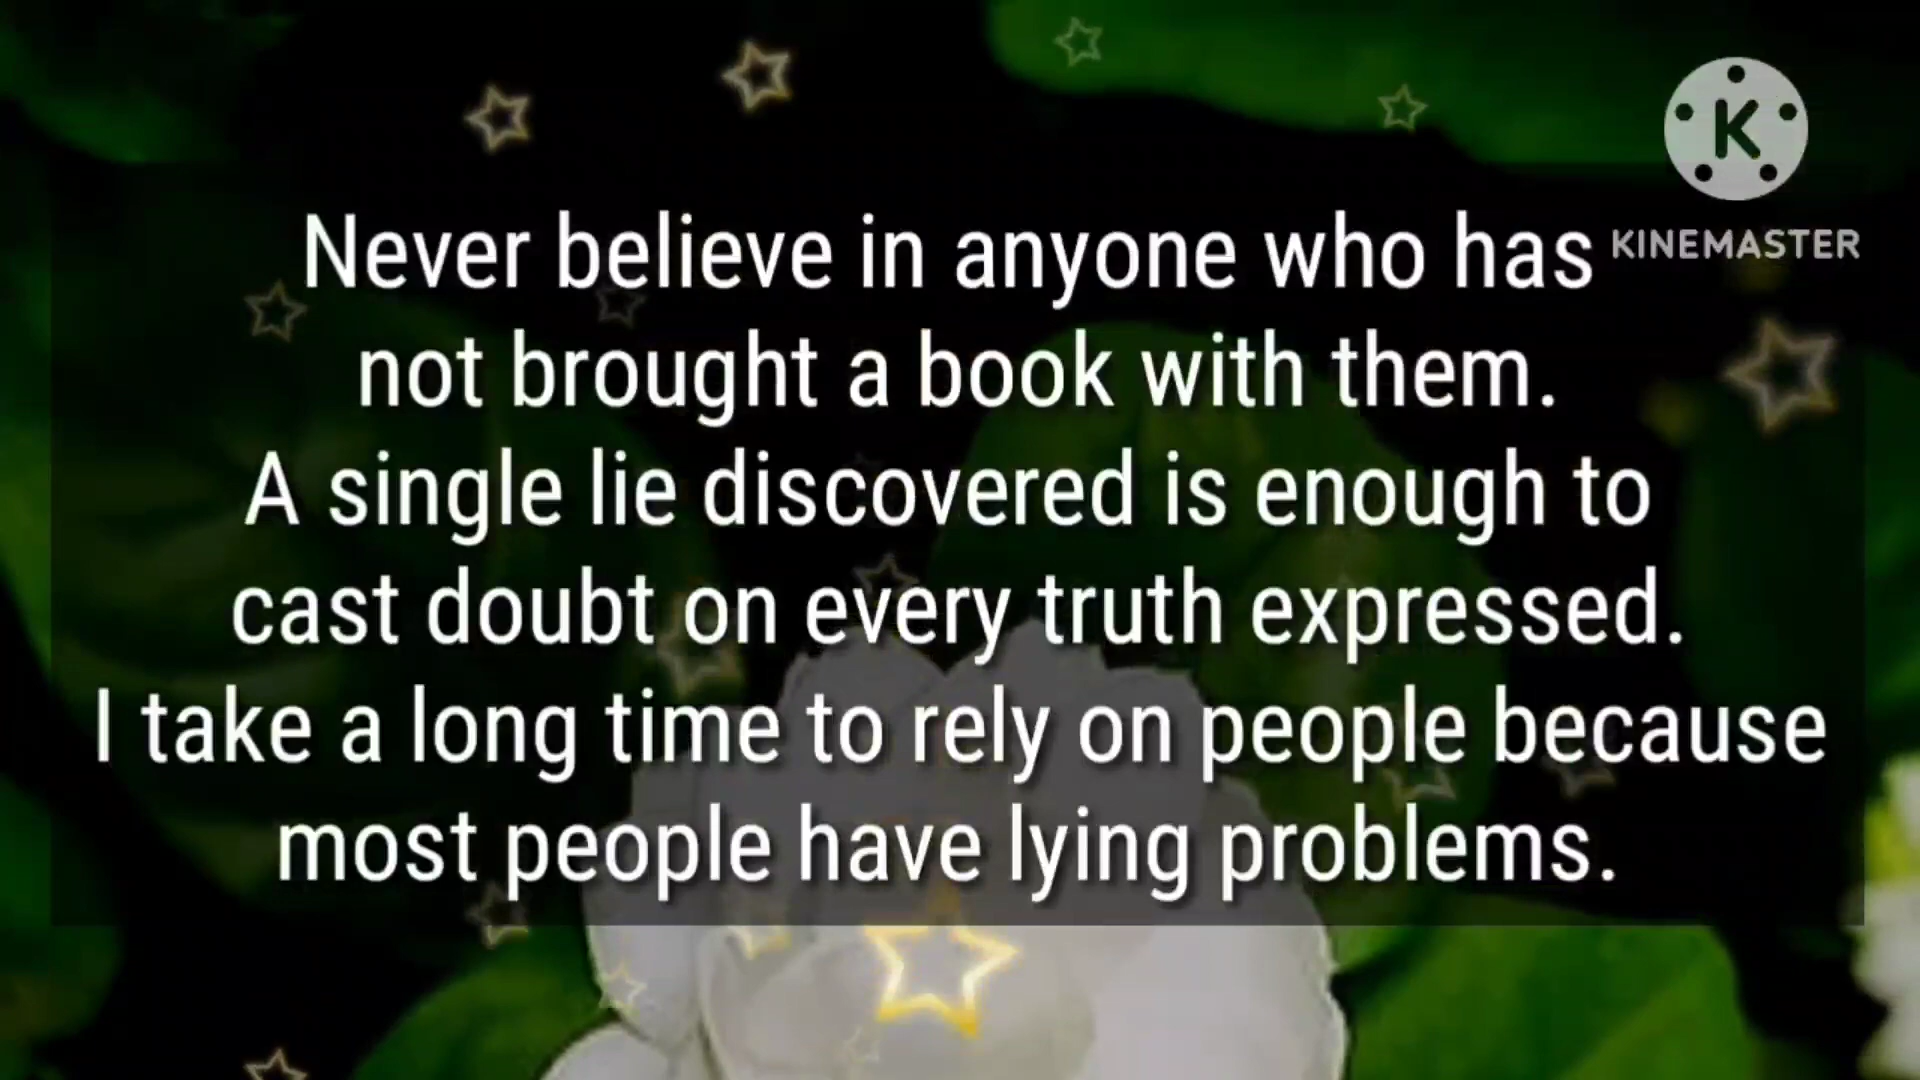 KINEMASTER
Never believe in anyone who has
not brought a book with them.
A single lie discovered is enough to
cast doubt on every truth expressed.
I take a long time to rely on people because
most people have lying problems.